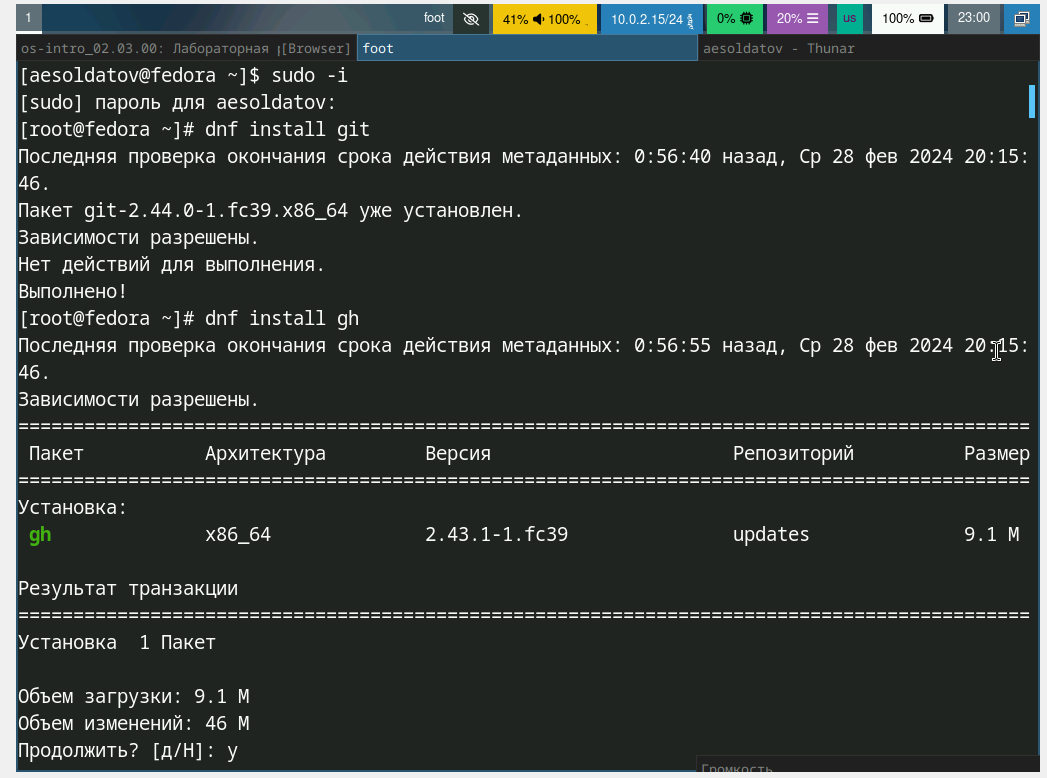 1 foot 41% 100% 10.0.2.15/24 0% 20% us 100% 23:00
os-intro_02.03.00: Лабораторная [Browser] foot aesoldatov - Thunar
[aesoldatov@fedora ~]$ sudo -i
[sudo] пароль для aesoldatov:
[root@fedora ~]# dnf install git
Последняя проверка окончания срока действия метаданных: 0:56:40 назад, Ср 28 фев 2024 20:15:
46.
Пакет git-2.44.0-1.fc39.x86_64 уже установлен.
Зависимости разрешены.
Нет действий для выполнения.
Выполнено!
[root@fedora ~]# dnf install gh
Последняя проверка окончания срока действия метаданных: 0:56:55 назад, Ср 28 фев 2024 20:15:
46.
Зависимости разрешены.
================================================================================
Пакет Архитектура Версия Репозиторий Размер
================================================================================
Установка:
gh x86_64 2.43.1-1.fc39 updates 9.1 M
Результат транзакции
================================================================================
Установка 1 Пакет
Объем загрузки: 9.1 M
Объем изменений: 46 M
Продолжить? [д/Н]: y
Громкость